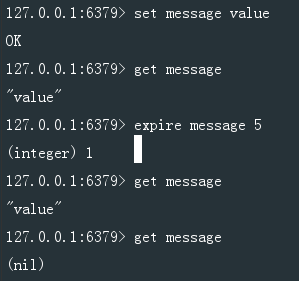 127.0.0.1:6379> set message value
OK
127.0.0.1:6379> get message
"value"
127.0.0.1:6379> expire message 5
(integer) 1
127.0.0.1:6379> get message
"value"
127.0.0.1:6379> get message
(nil)